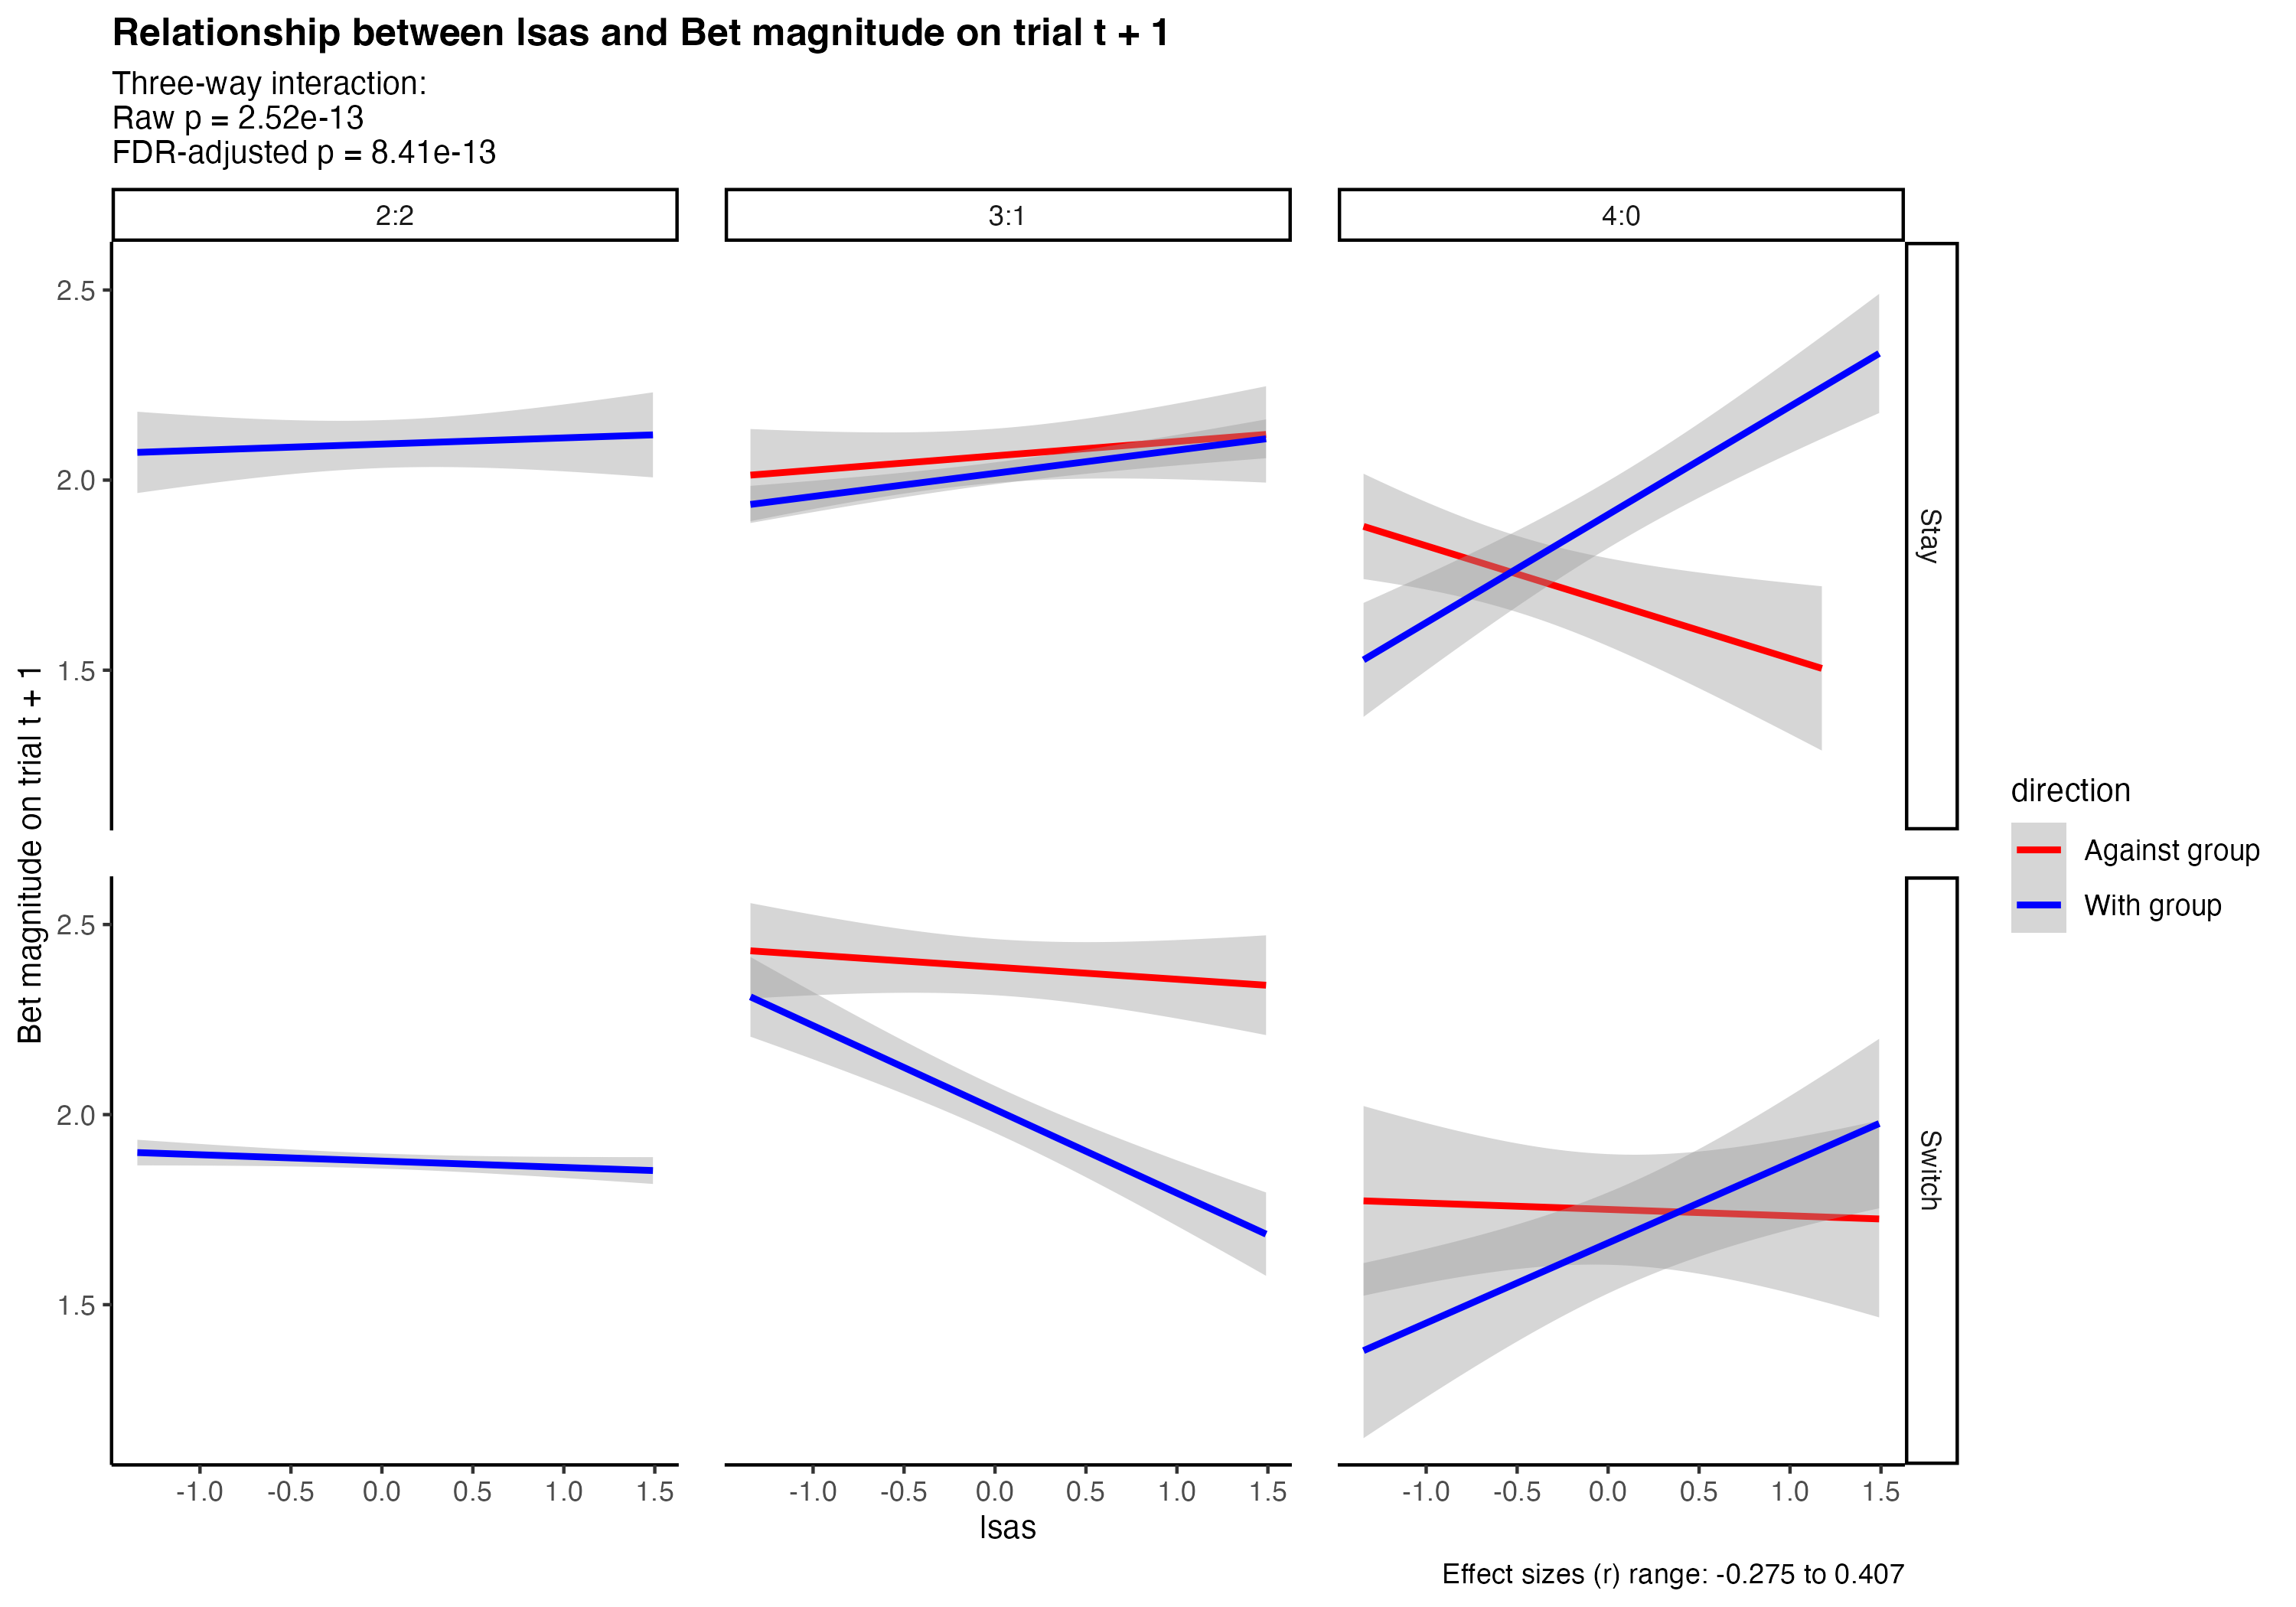 Relationship between lsas and Bet magnitude on trial t + 1
Three-way interaction:
Raw p = 2.52e-13
FDR-adjusted p = 8.41e-13
2:2
3:1
4:0
2.5
2.0
1.5
Stay
Bet magnitude on trial t + 1
direction
Against group
With group
2.5
2.0
1.5
Switch
-1.0 -0.5 0.0 0.5 1.0 1.5
-1.0 -0.5 0.0 0.5 1.0 1.5
-1.0 -0.5 0.0 0.5 1.0 1.5
lsas
Effect sizes (r) range: -0.275 to 0.407